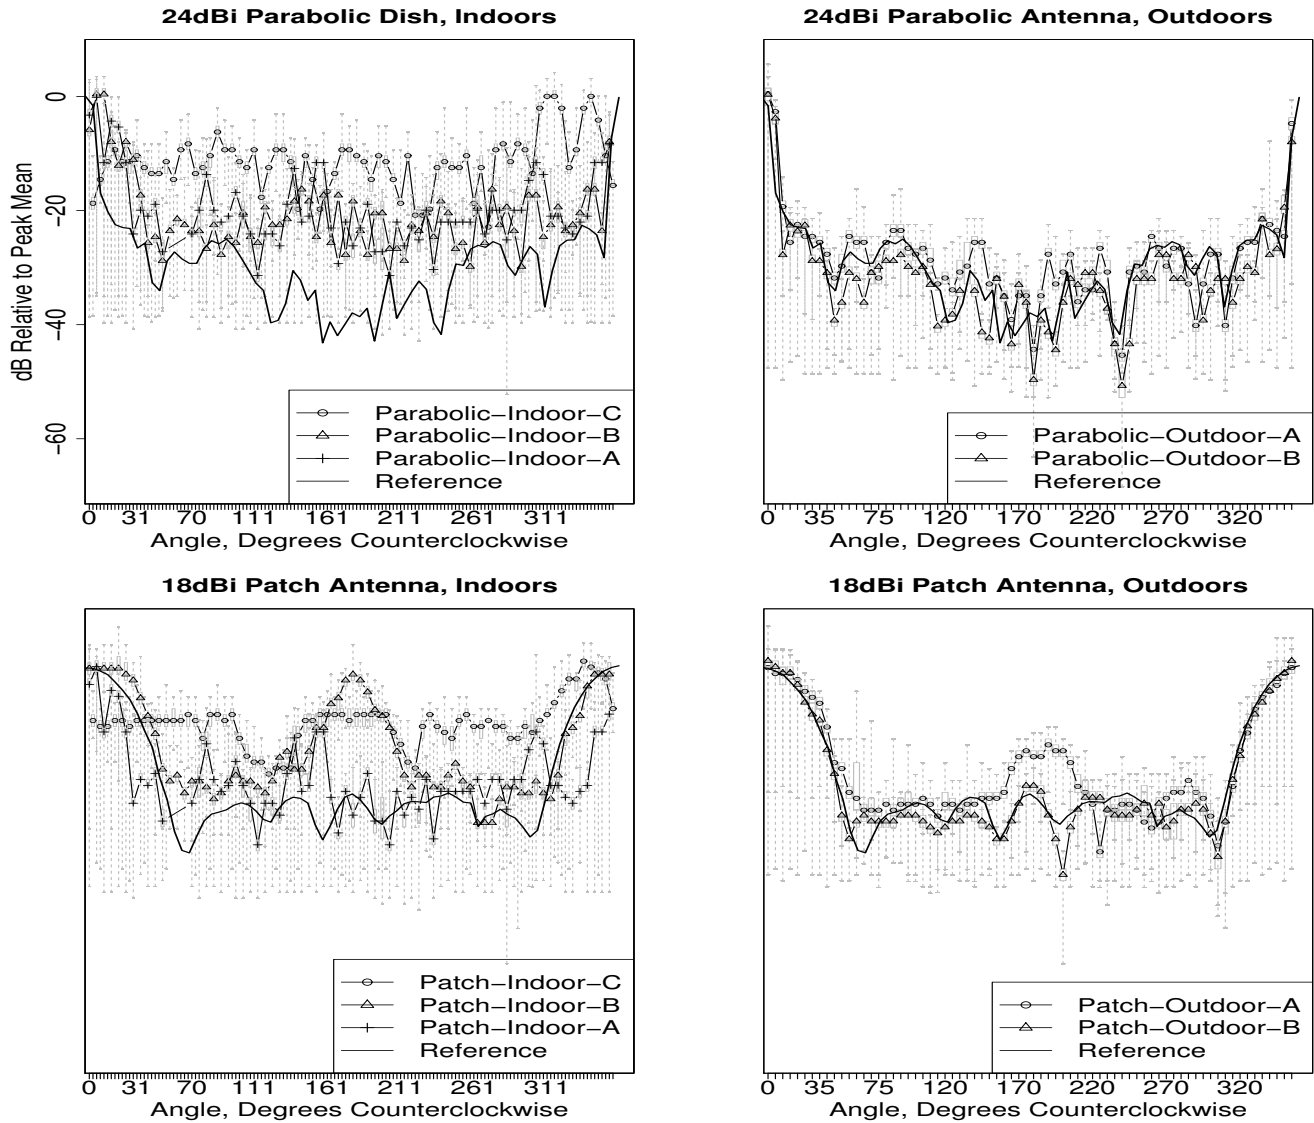 24dBi Parabolic Dish, Indoors
dB Relative to Peak Mean
0
−20
−40
−60
Parabolic−Indoor−C
Parabolic−Indoor−B
Parabolic−Indoor−A
Reference
0 31 70 111 161 211 261 311
Angle, Degrees Counterclockwise
24dBi Parabolic Antenna, Outdoors
Parabolic−Outdoor−A
Parabolic−Outdoor−B
Reference
0 35 75 120 170 220 270 320
Angle, Degrees Counterclockwise
18dBi Patch Antenna, Indoors
Patch−Indoor−C
Patch−Indoor−B
Patch−Indoor−A
Reference
0 31 70 111 161 211 261 311
Angle, Degrees Counterclockwise
18dBi Patch Antenna, Outdoors
Patch−Outdoor−A
Patch−Outdoor−B
Reference
0 35 75 120 170 220 270 320
Angle, Degrees Counterclockwise